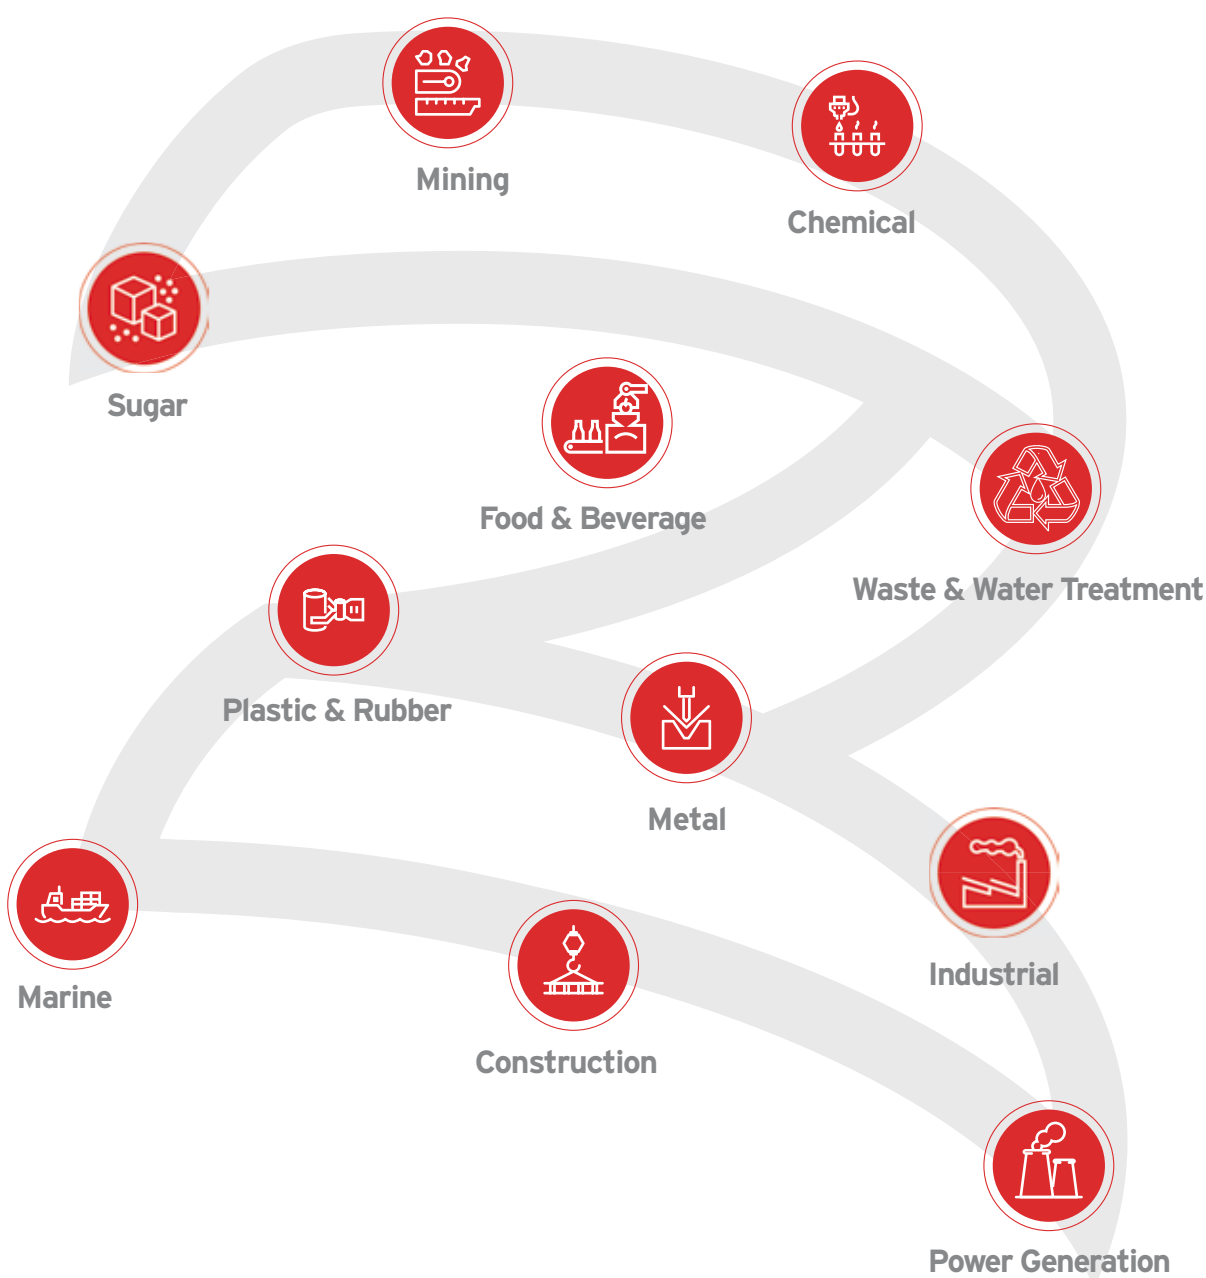 Mining
Chemical
Sugar
Food & Beverage
Waste & Water Treatment
Plastic & Rubber
Metal
Industrial
Marine
Construction
Power Generation